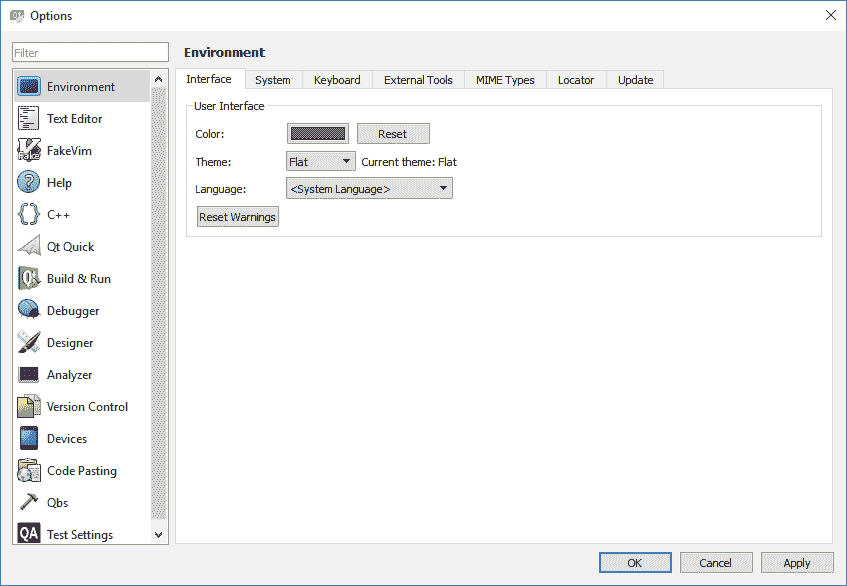 Options
Filter
Environment
Text Editor
FakeVim
Help
C++
Qt Quick
Build & Run
Debugger
Designer
Analyzer
Version Control
Devices
Code Pasting
Qbs
QA Test Settings
Environment
Interface System Keyboard External Tools MIME Types Locator Update
User Interface
Color: Reset
Theme: Flat Current theme: Flat
Language: <System Language>
Reset Warnings
OK Cancel Apply